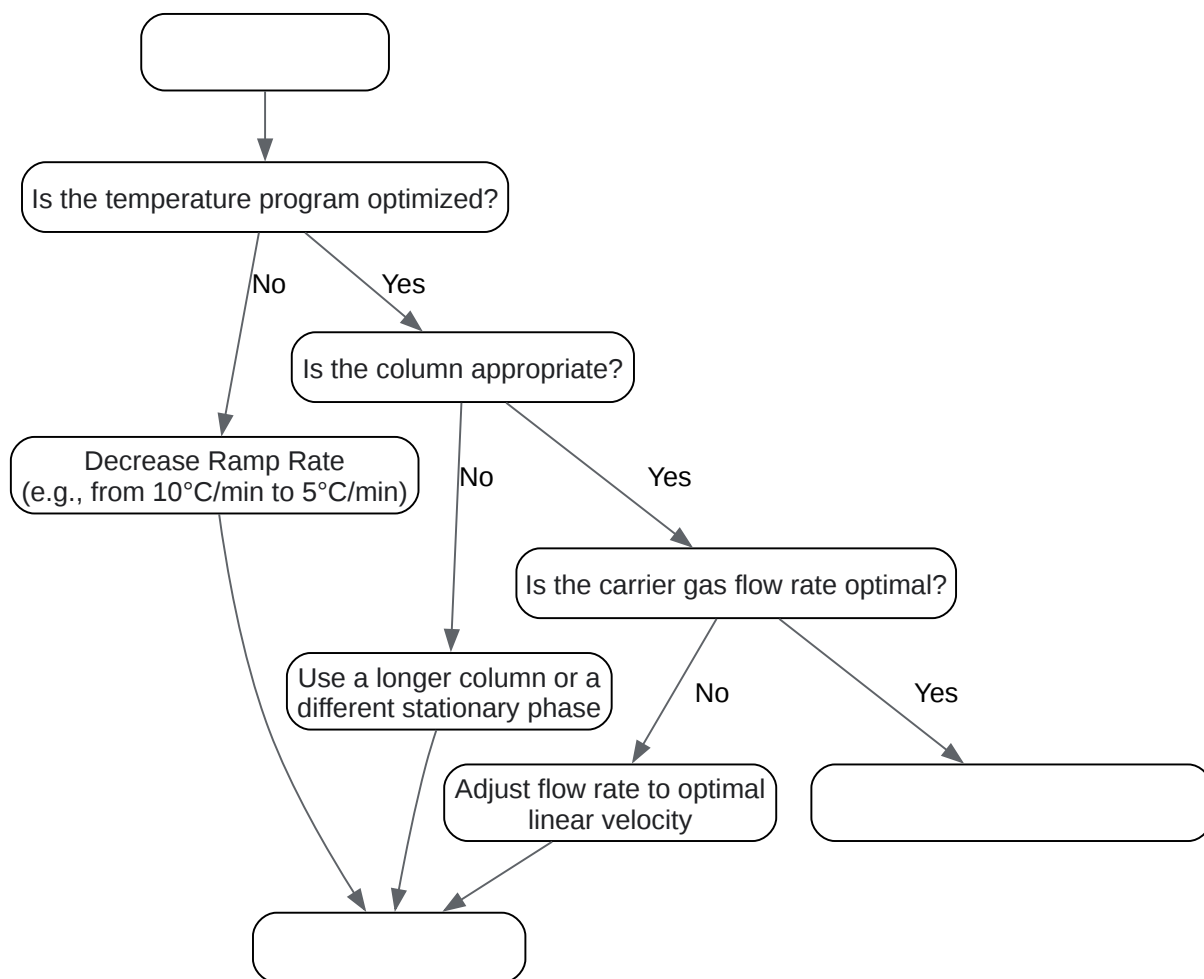 Is the temperature program optimized?
No
Yes
Is the column appropriate?
Decrease Ramp Rate
(e.g., from 10°C/min to 5°C/min)
No
Yes
Is the carrier gas flow rate optimal?
Use a longer column or a
different stationary phase
No
Yes
Adjust flow rate to optimal
linear velocity